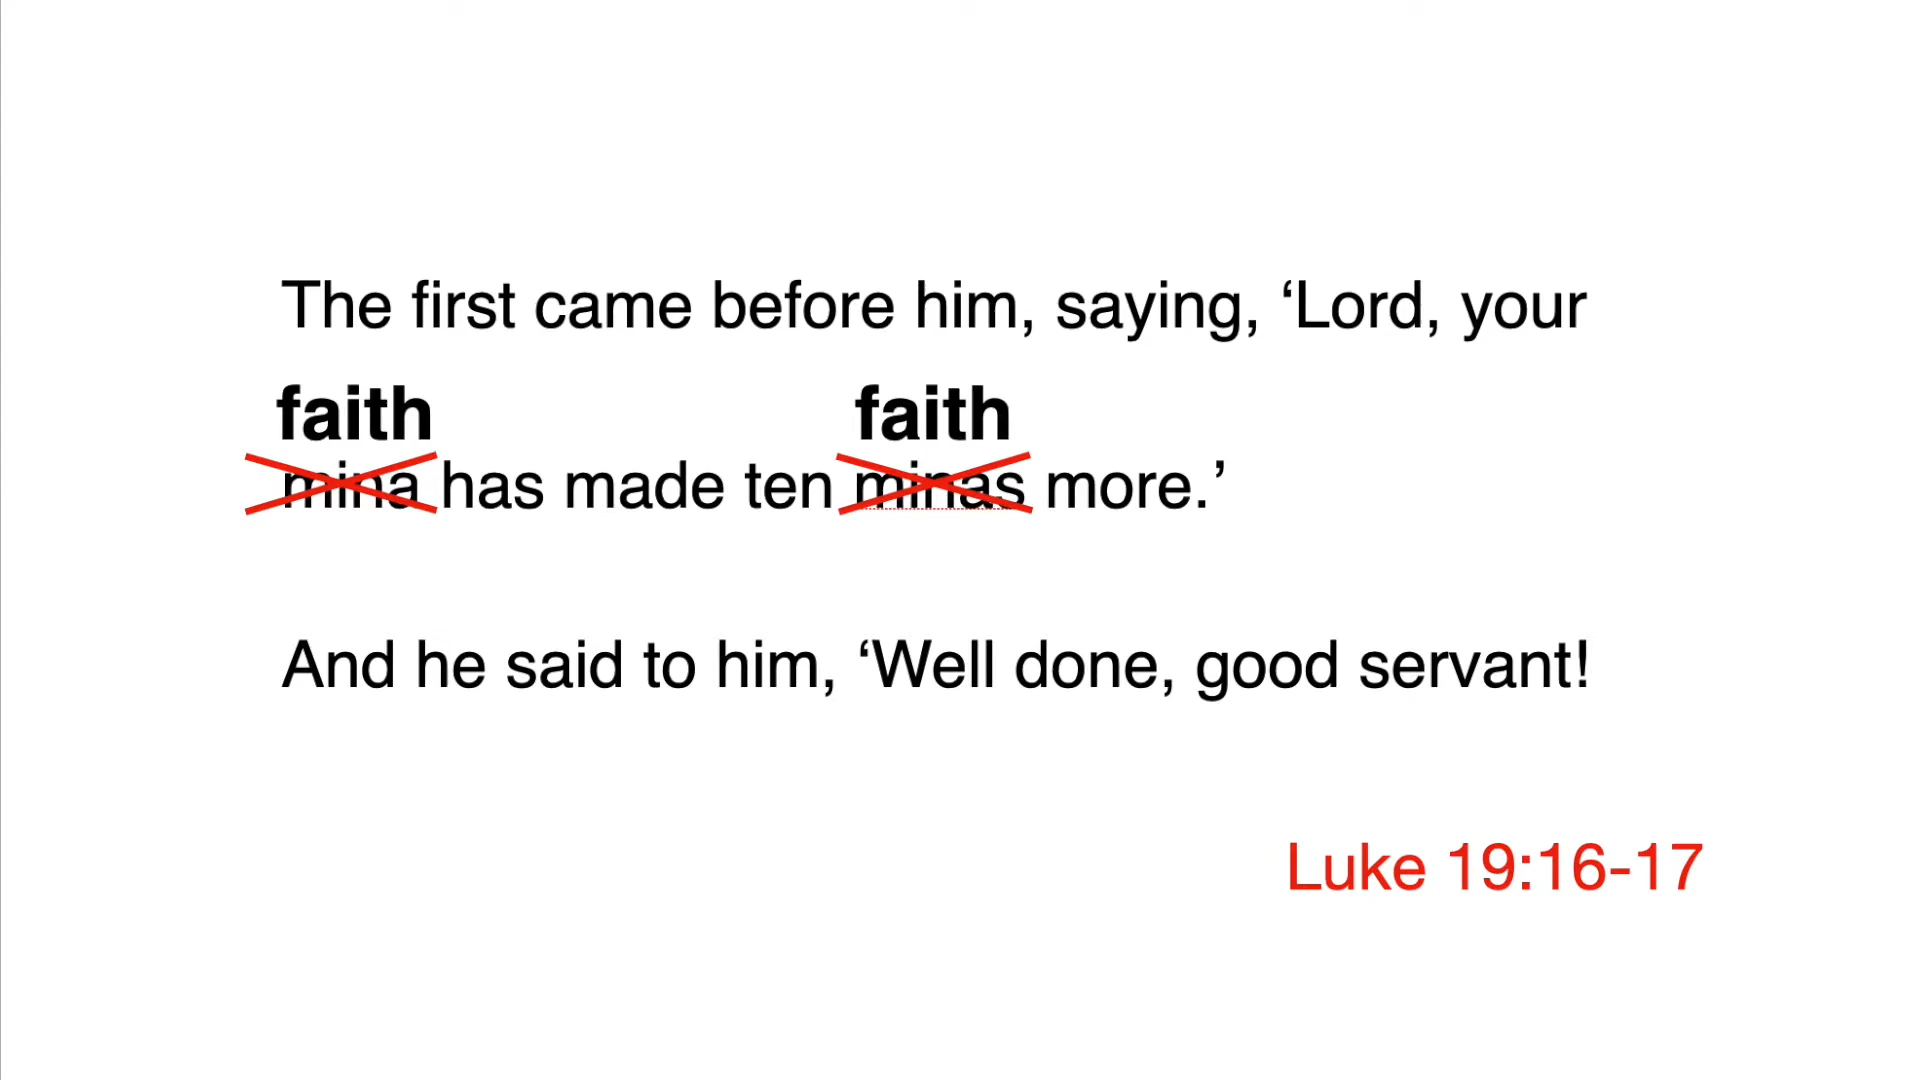 The first came before him, saying, ‘Lord, your
faith faith
mina has made ten minas more.’
And he said to him, ‘Well done, good servant!
Luke 19:16-17